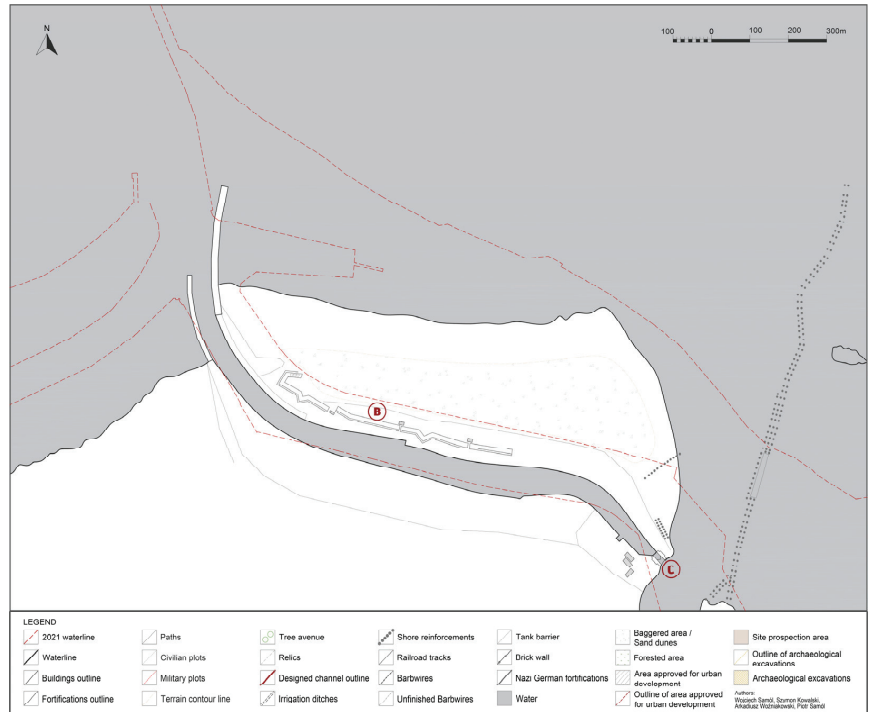 N
100 0 100 200 300m
B
L
LEGEND
2021 waterline
Waterline
Buildings outline
Fortifications outline
Paths
Civilian plots
Military plots
Terrain contour line
Tree avenue
Relics
Designed channel outline
Irrigation ditches
Shore reinforcements
Railroad tracks
Barbwires
Unfinished Barbwires
Tank barrier
Brick wall
Nazi German fortifications
Water
Baggered area /
Sand dunes
Forested area
Area approved for urban
development
Outline of area approved
for urban development
Site prospection area
Outline of archaeological
excavations
Archaeological excavations
Authors:
Wojciech Samól, Szymon Kowalski,
Arkadiusz Woźniakowski, Piotr Samól